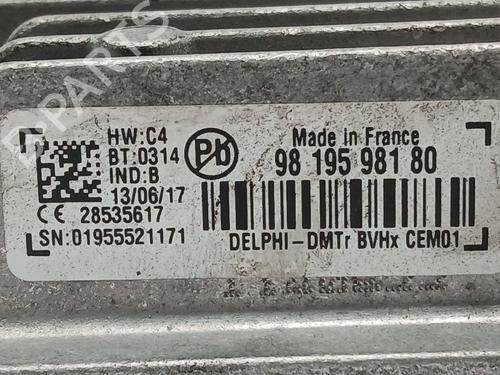 B-PARTS
HW:C4
BT:0314
IND:B
13/06/17
CE 28535617
SN:01955521171
Pb
Made in France
98 195 981 80
DELPHI-DMTr BVHx CEM01